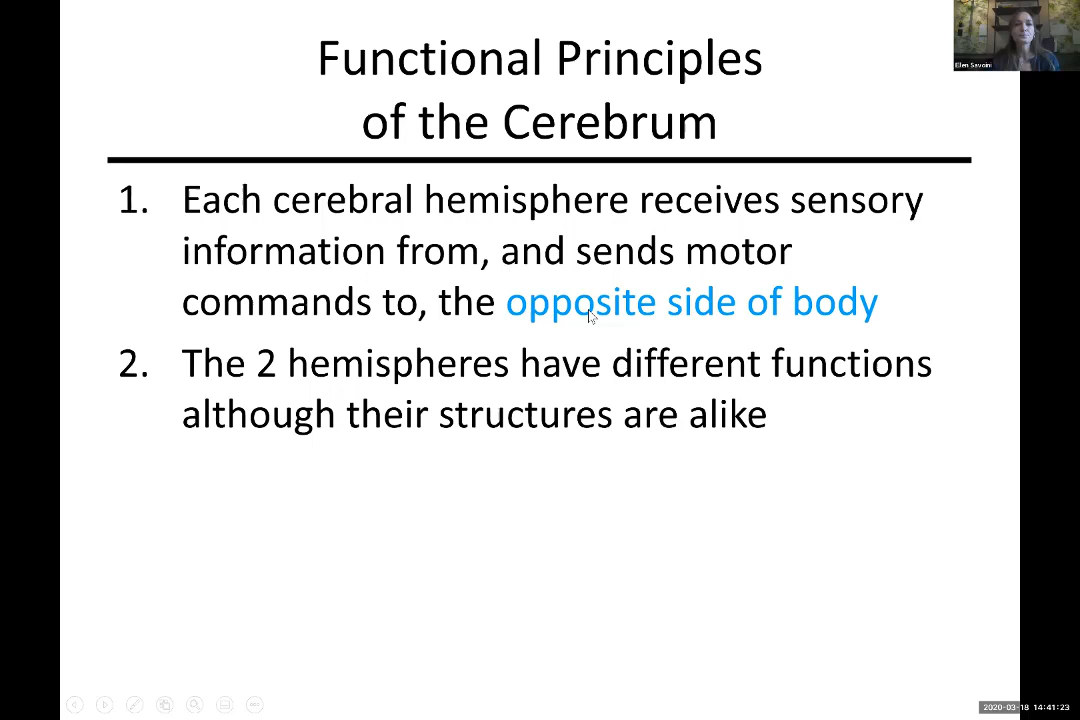 Functional Principles
of the Cerebrum
1. Each cerebral hemisphere receives sensory
information from, and sends motor
commands to, the opposite side of body
2. The 2 hemispheres have different functions
although their structures are alike
Ellen Savoini
2020-03-18 14:41:23